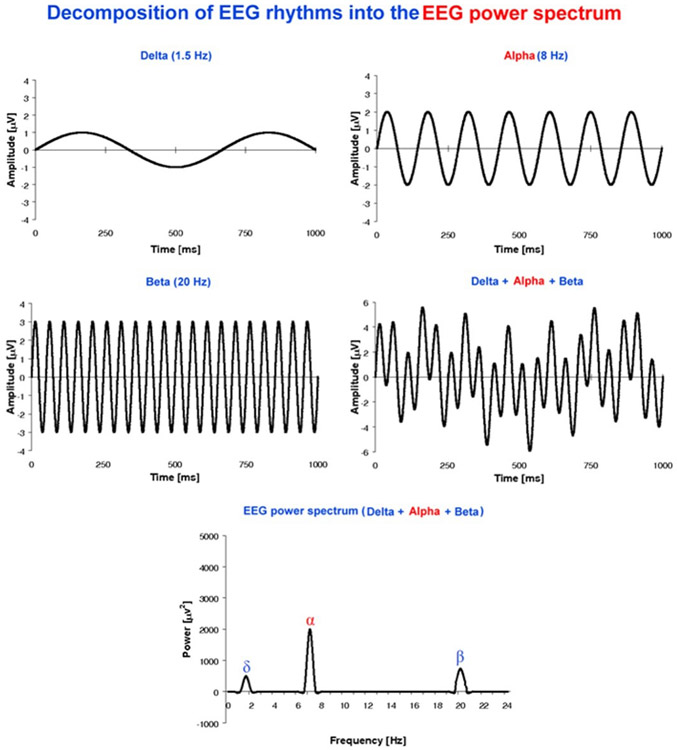 Decomposition of EEG rhythms into the EEG power spectrum
Delta (1.5 Hz)
Amplitude [µV]
4
3
2
1
0
-1
-2
-3
-4
0 250 500 750 1000
Time [ms]
Alpha (8 Hz)
Amplitude [µV]
4
3
2
1
0
-1
-2
-3
-4
0 250 500 750 1000
Time [ms]
Beta (20 Hz)
Amplitude [µV]
4
3
2
1
0
-1
-2
-3
-4
0 250 500 750 1000
Time [ms]
Delta + Alpha + Beta
Amplitude [µV]
6
4
2
0
-2
-4
-6
0 250 500 750 1000
Time [ms]
EEG power spectrum (Delta + Alpha + Beta)
Power [µV²]
5000
4000
3000
2000
1000
0
-1000
δ
α
β
0 2 4 6 8 10 12 14 16 18 20 22 24
Frequency [Hz]